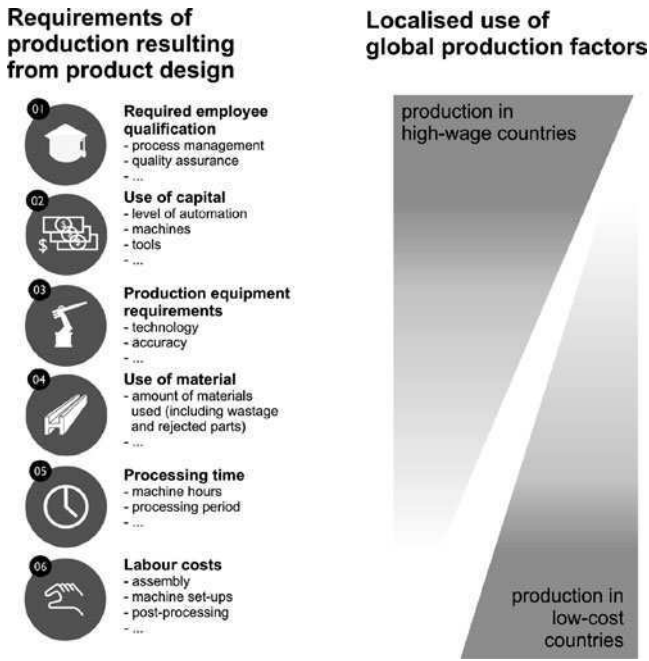 Requirements of
production resulting
from product design
Localised use of
global production factors
01
Required employee
qualification
- process management
- quality assurance
- ...
02
$
Use of capital
- level of automation
- machines
- tools
- ...
03
Production equipment
requirements
- technology
- accuracy
- ...
04
Use of material
- amount of materials
used (including wastage
and rejected parts)
- ...
05
Processing time
- machine hours
- processing period
- ...
06
Labour costs
- assembly
- machine set-ups
- post-processing
- ...
production in
high-wage countries
production in
low-cost
countries